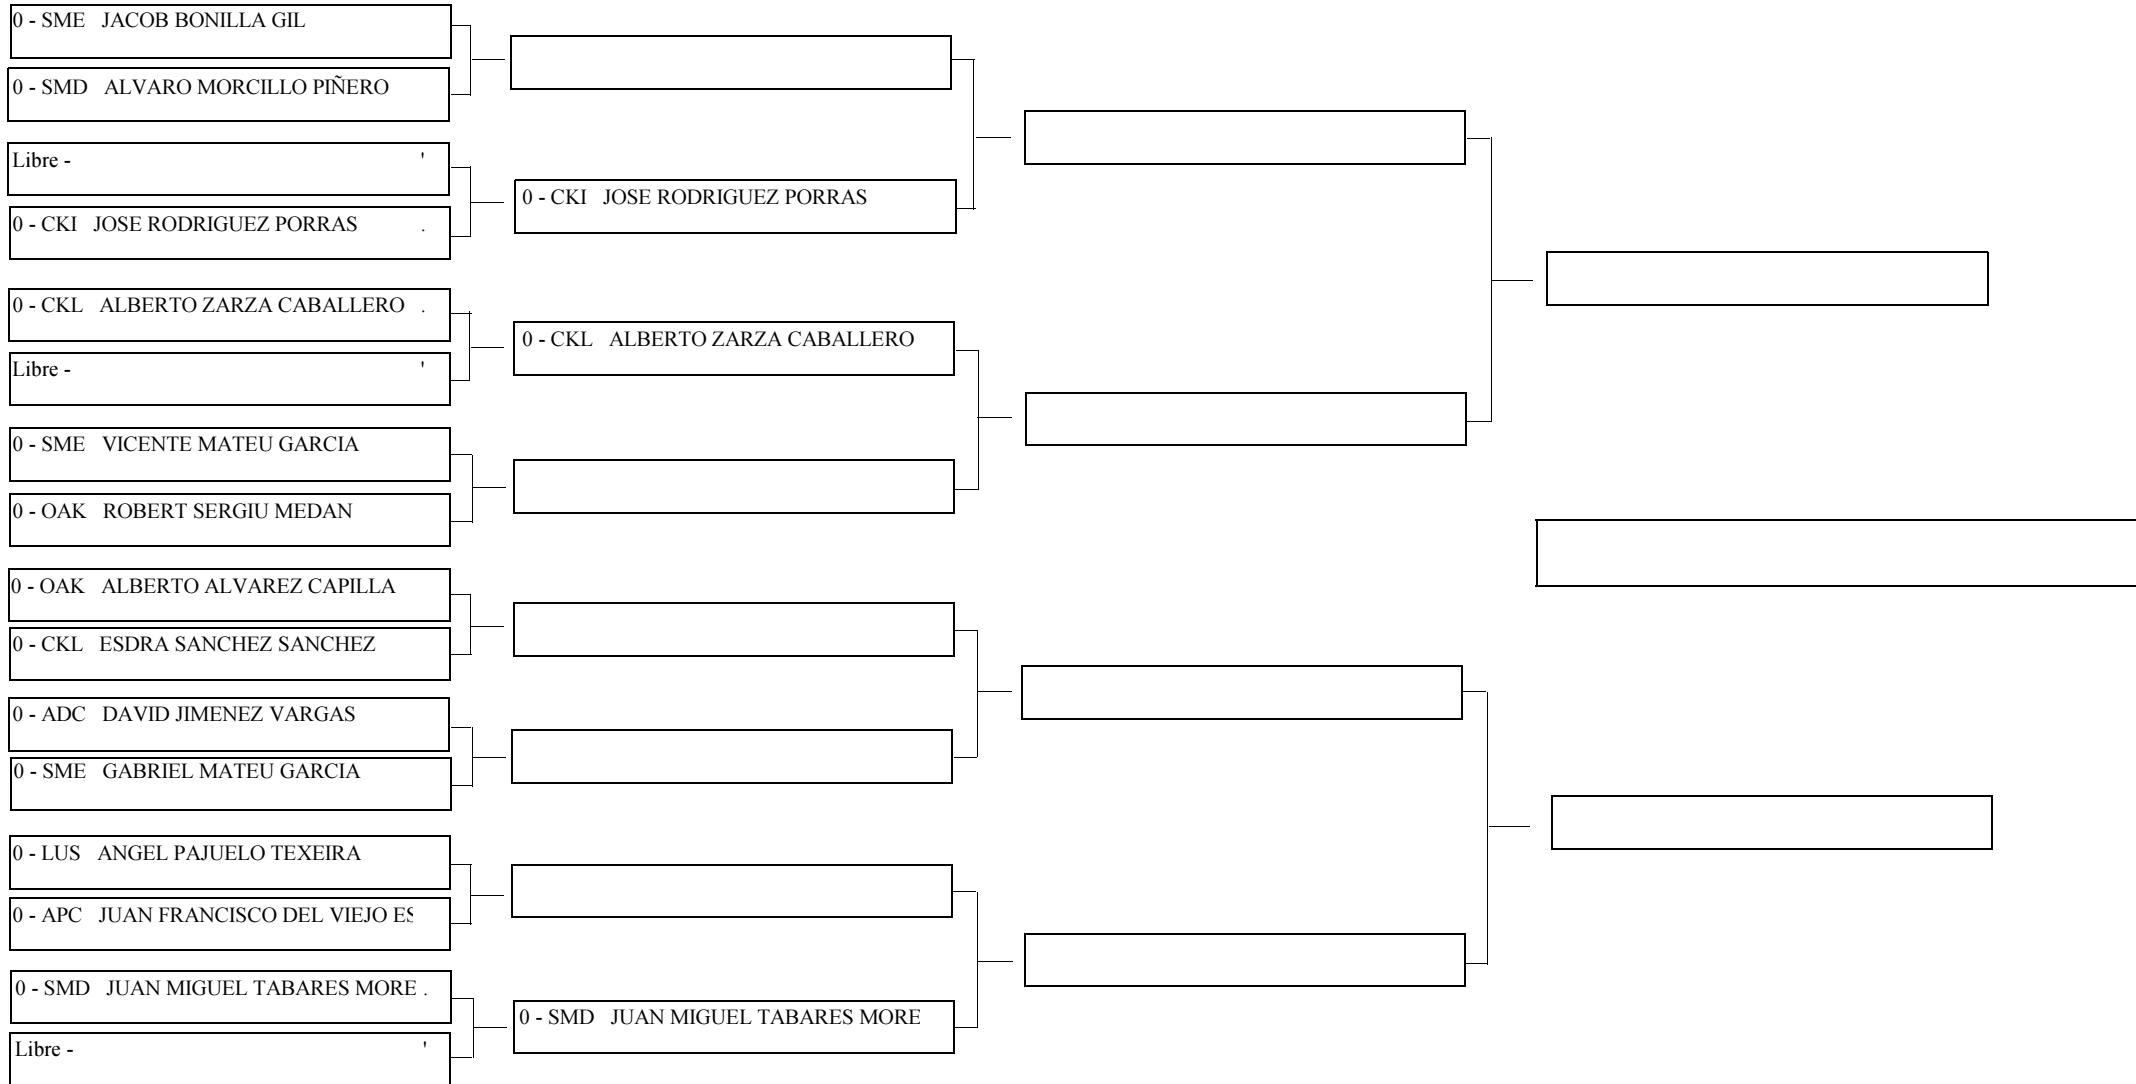 0 - SME JACOB BONILLA GIL
0 - SMD ALVARO MORCILLO PIÑERO
Libre - '
0 - CKI JOSE RODRIGUEZ PORRAS .
0 - CKI JOSE RODRIGUEZ PORRAS
0 - CKL ALBERTO ZARZA CABALLERO .
Libre - '
0 - CKL ALBERTO ZARZA CABALLERO
0 - SME VICENTE MATEU GARCIA
0 - OAK ROBERT SERGIU MEDAN
0 - OAK ALBERTO ALVAREZ CAPILLA
0 - CKL ESDRA SANCHEZ SANCHEZ
0 - ADC DAVID JIMENEZ VARGAS
0 - SME GABRIEL MATEU GARCIA
0 - LUS ANGEL PAJUELO TEXEIRA
0 - APC JUAN FRANCISCO DEL VIEJO ES
0 - SMD JUAN MIGUEL TABARES MORE .
Libre - '
0 - SMD JUAN MIGUEL TABARES MORE